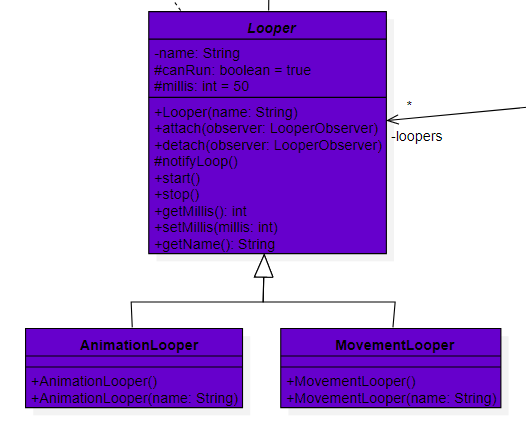 Looper
-name: String
#canRun: boolean = true
#millis: int = 50
+Looper(name: String)
+attach(observer: LooperObserver)
+detach(observer: LooperObserver)
#notifyLoop()
+start()
+stop()
+getMillis(): int
+setMillis(millis: int)
+getName(): String
*
-loopers
AnimationLooper
+AnimationLooper()
+AnimationLooper(name: String)
MovementLooper
+MovementLooper()
+MovementLooper(name: String)